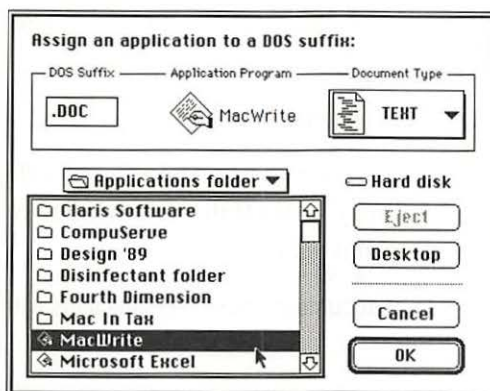 Assign an application to a DOS suffix:
DOS Suffix Application Program Document Type
.DOC MacWrite TEXT
Applications folder
Hard disk
Claris Software
CompuServe
Design '89
Disinfectant folder
Fourth Dimension
Mac In Tax
MacWrite
Microsoft Excel
Eject
Desktop
Cancel
OK